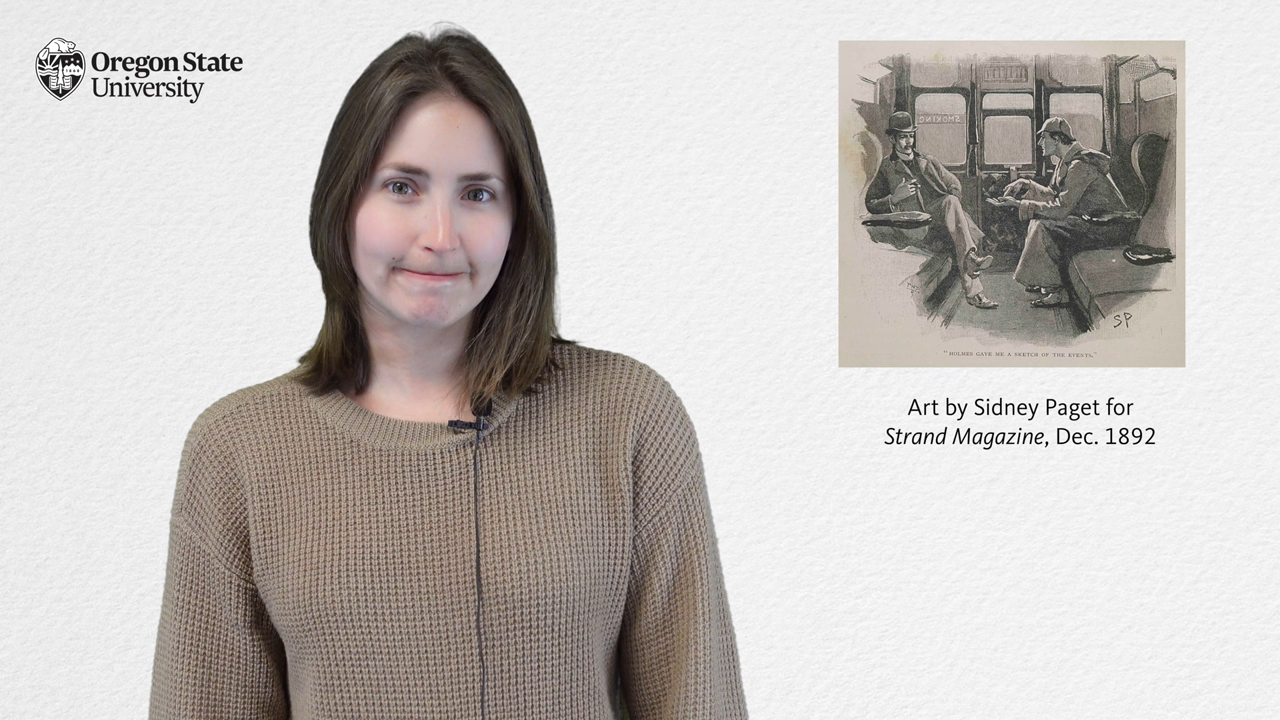 Oregon State
University
SMOKING
SP
"HOLMES GAVE ME A SKETCH OF THE EVENTS."
Art by Sidney Paget for
Strand Magazine, Dec. 1892